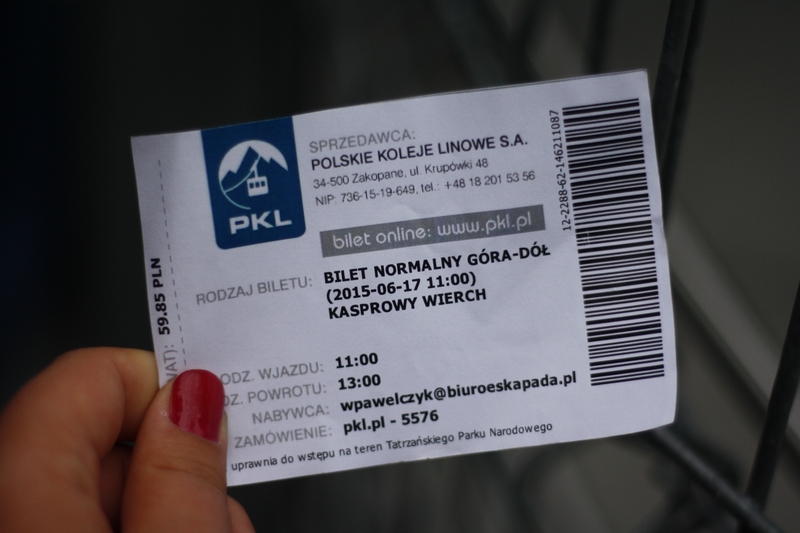 PKL
SPRZEDAWCA:
POLSKIE KOLEJE LINOWE S.A.
34-500 Zakopane, ul. Krupówki 48
NIP: 736-15-19-649, tel.: +48 18 201 53 56
bilet online: www.pkl.pl
RODZAJ BILETU: BILET NORMALNY GÓRA-DÓŁ
(2015-06-17 11:00)
KASPROWY WIERCH
ODZ. WJAZDU: 11:00
DZ. POWROTU: 13:00
NABYWCA: wpawelczyk@biuroeskapada.pl
ZAMÓWIENIE: pkl.pl - 5576
uprawnia do wstępu na teren Tatrzańskiego Parku Narodowego
VAT): 59.85 PLN
12-2288-62-146211087